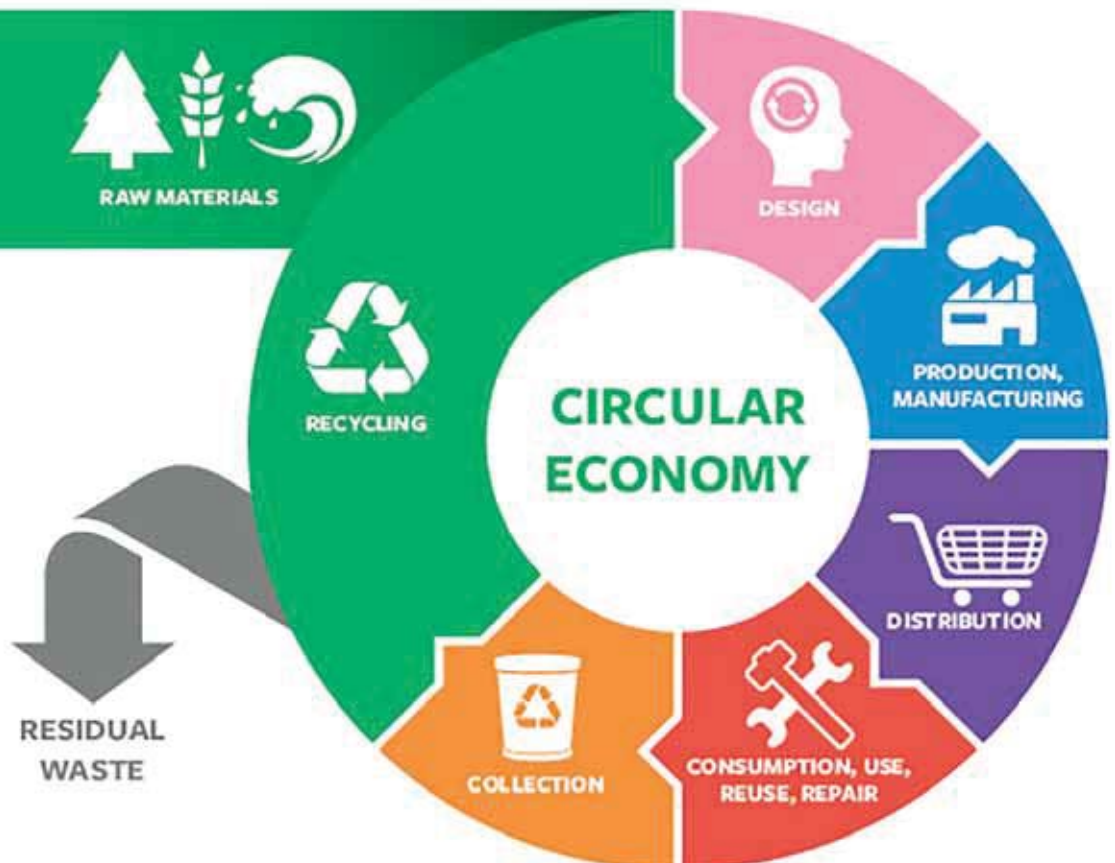 RAW MATERIALS
DESIGN
PRODUCTION,
MANUFACTURING
DISTRIBUTION
CONSUMPTION, USE,
REUSE, REPAIR
COLLECTION
RECYCLING
RESIDUAL
WASTE
CIRCULAR
ECONOMY